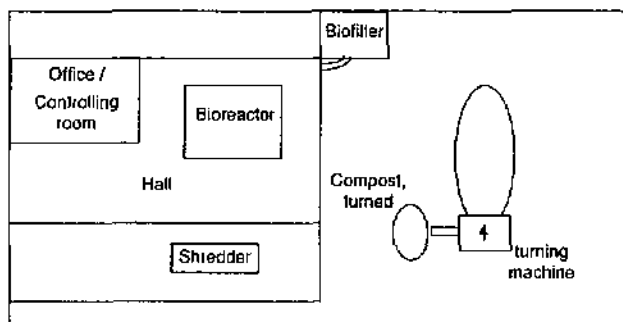 Biofilter
Office /
Controlling
room
Bioreactor
Hall
Compost,
turned
4
turning
machine
Shredder